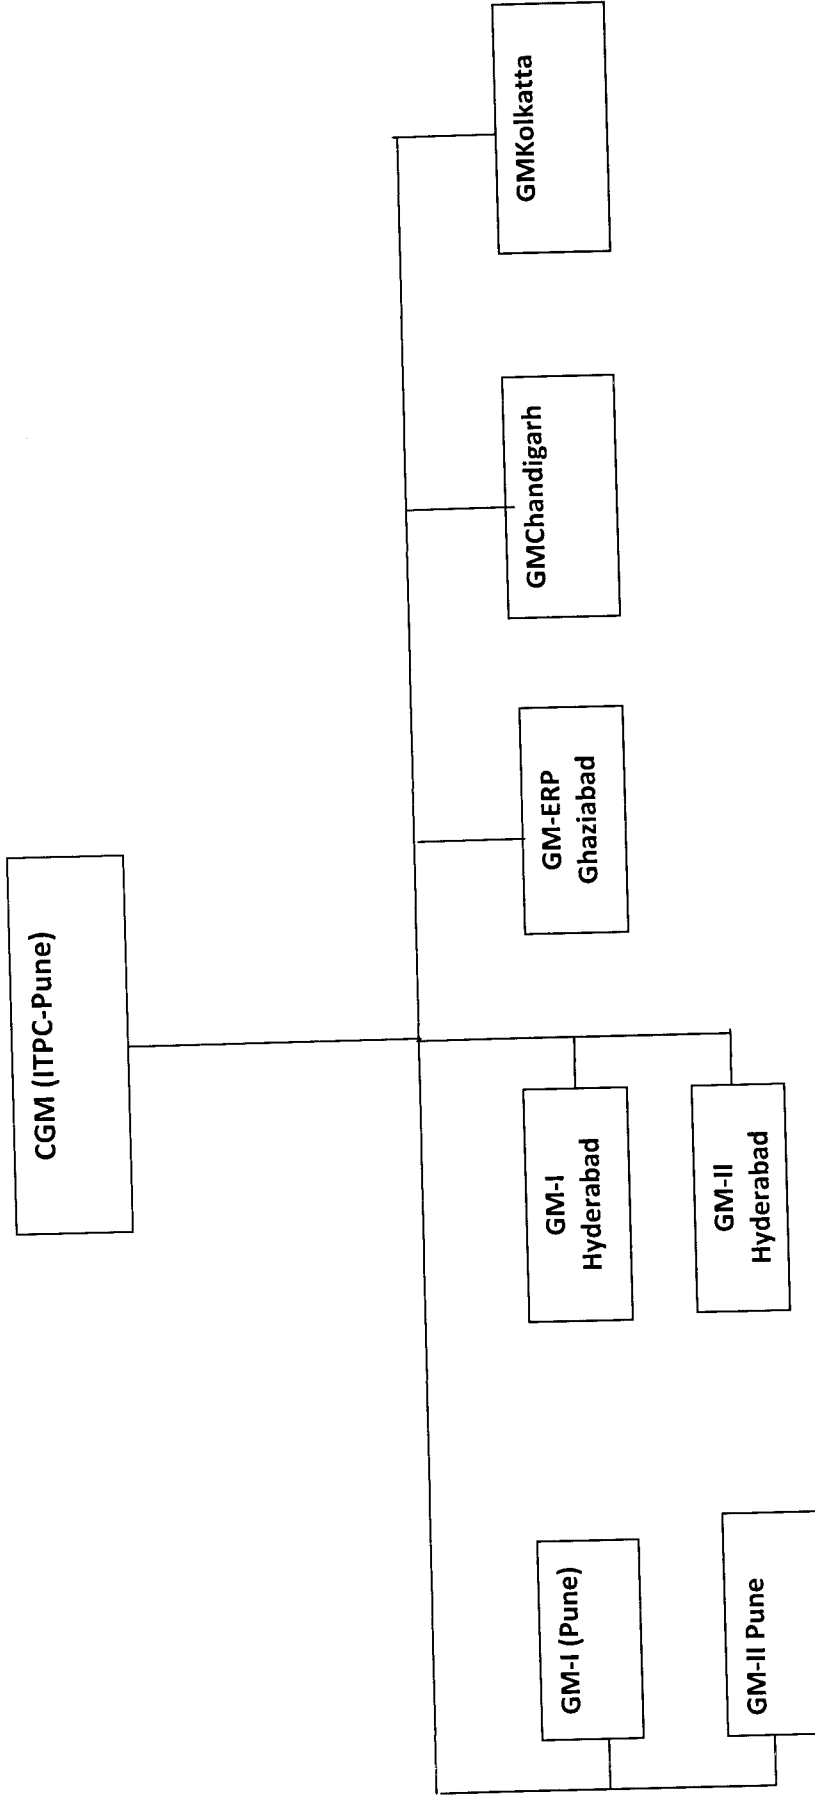 CGM (ITPC-Pune)
GM-I (Pune)
GM-II Pune
GM-I
Hyderabad
GM-II
Hyderabad
GM-ERP
Ghaziabad
GMChandigarh
GMKolkatta